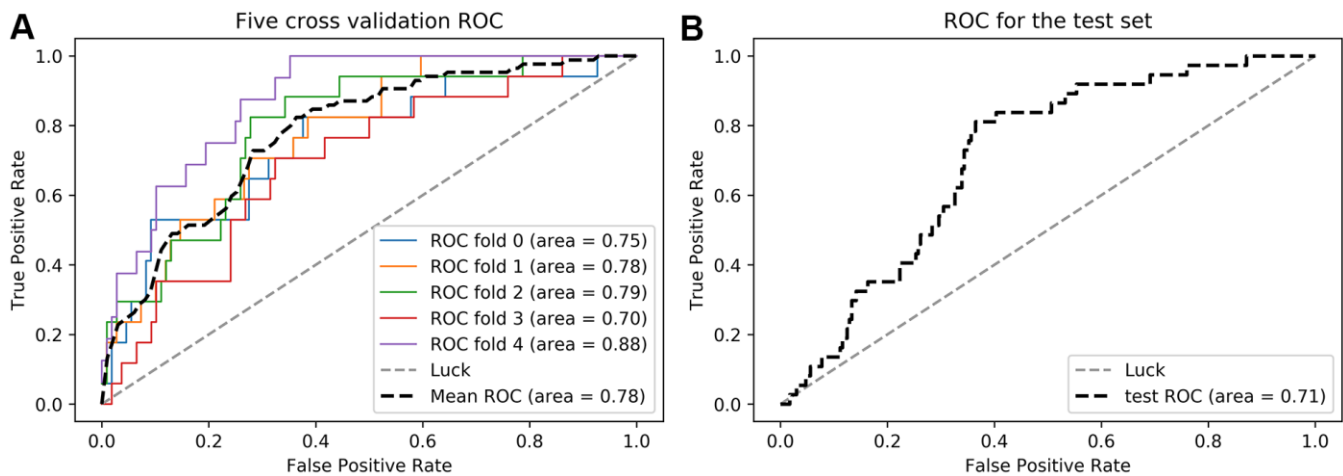 A
Five cross validation ROC
True Positive Rate
1.0
0.8
0.6
0.4
0.2
0.0
0.0 0.2 0.4 0.6 0.8 1.0
False Positive Rate
ROC fold 0 (area = 0.75)
ROC fold 1 (area = 0.78)
ROC fold 2 (area = 0.79)
ROC fold 3 (area = 0.70)
ROC fold 4 (area = 0.88)
Luck
Mean ROC (area = 0.78)
B
ROC for the test set
True Positive Rate
1.0
0.8
0.6
0.4
0.2
0.0
0.0 0.2 0.4 0.6 0.8 1.0
False Positive Rate
Luck
test ROC (area = 0.71)